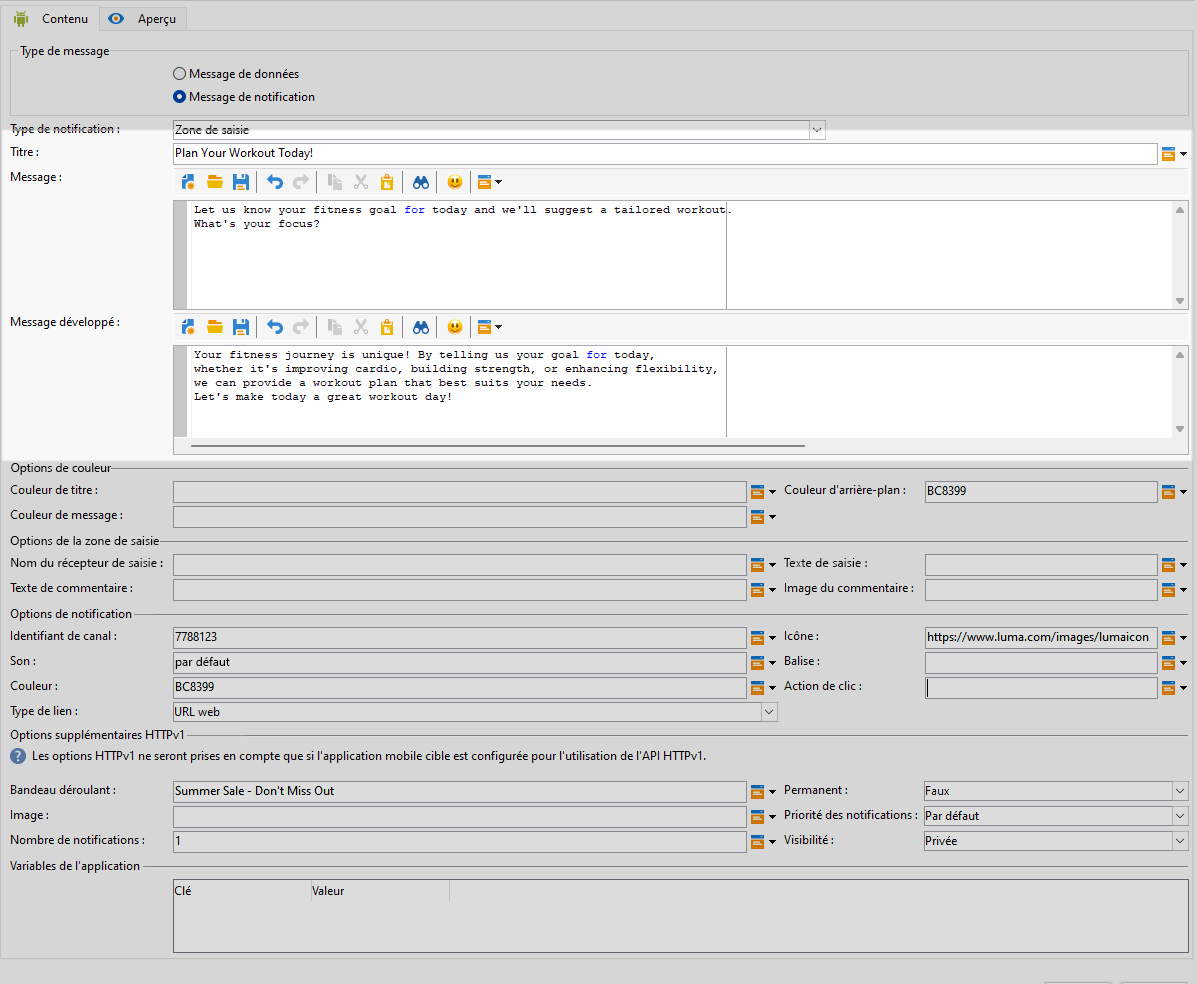 Contenu
Aperçu
Type de message
Message de données
Message de notification
Type de notification :
Zone de saisie
Titre :
Plan Your Workout Today!
Message :
Let us know your fitness goal for today and we'll suggest a tailored workout.
What's your focus?
Message développé :
Your fitness journey is unique! By telling us your goal for today,
whether it's improving cardio, building strength, or enhancing flexibility,
we can provide a workout plan that best suits your needs.
Let's make today a great workout day!
Options de couleur
Couleur de titre :
Couleur d'arrière-plan :
BC8399
Couleur de message :
Options de la zone de saisie
Nom du récepteur de saisie :
Texte de saisie :
Texte de commentaire :
Image du commentaire :
Options de notification
Identifiant de canal :
7788123
Icône :
https://www.luma.com/images/lumaicon
Son :
par défaut
Balise :
Couleur :
BC8399
Action de clic :
Type de lien :
URL web
Options supplémentaires HTTPv1
Les options HTTPv1 ne seront prises en compte que si l'application mobile cible est configurée pour l'utilisation de l'API HTTPv1.
Bandeau déroulant :
Summer Sale - Don't Miss Out
Permanent :
Faux
Image :
Priorité des notifications :
Par défaut
Nombre de notifications :
1
Visibilité :
Privée
Variables de l'application
Clé
Valeur